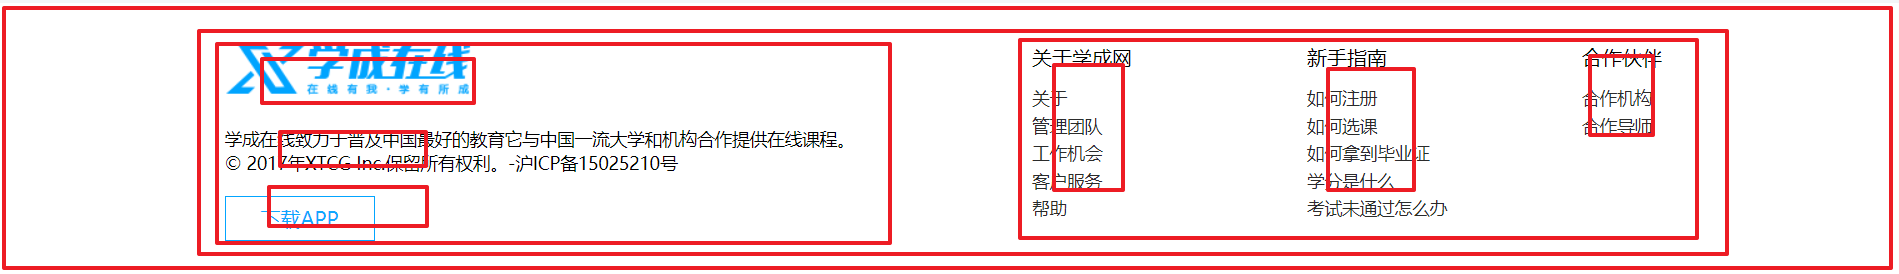 学成在线
在线有我·学有所成
学成在线致力于普及中国最好的教育它与中国一流大学和机构合作提供在线课程。
© 2017年XTCG Inc.保留所有权利。-沪ICP备15025210号
下载APP
关于学成网
关于
管理团队
工作机会
客户服务
帮助
新手指南
如何注册
如何选课
如何拿到毕业证
学分是什么
考试未通过怎么办
合作伙伴
合作机构
合作导师